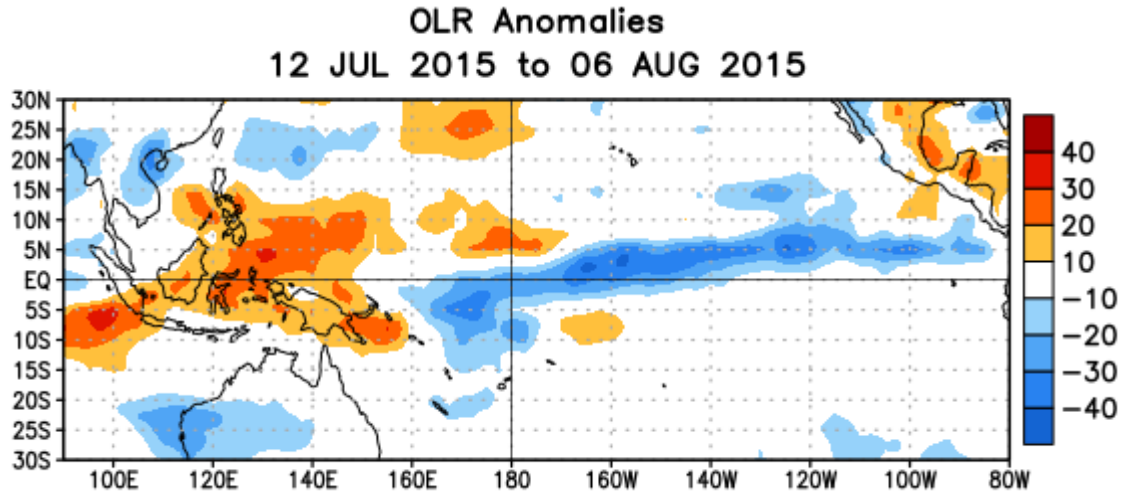 OLR Anomalies
12 JUL 2015 to 06 AUG 2015
30N
25N
20N
15N
10N
5N
EQ
5S
10S
15S
20S
25S
30S
100E 120E 140E 160E 180 160W 140W 120W 100W 80W
40
30
20
10
-10
-20
-30
-40